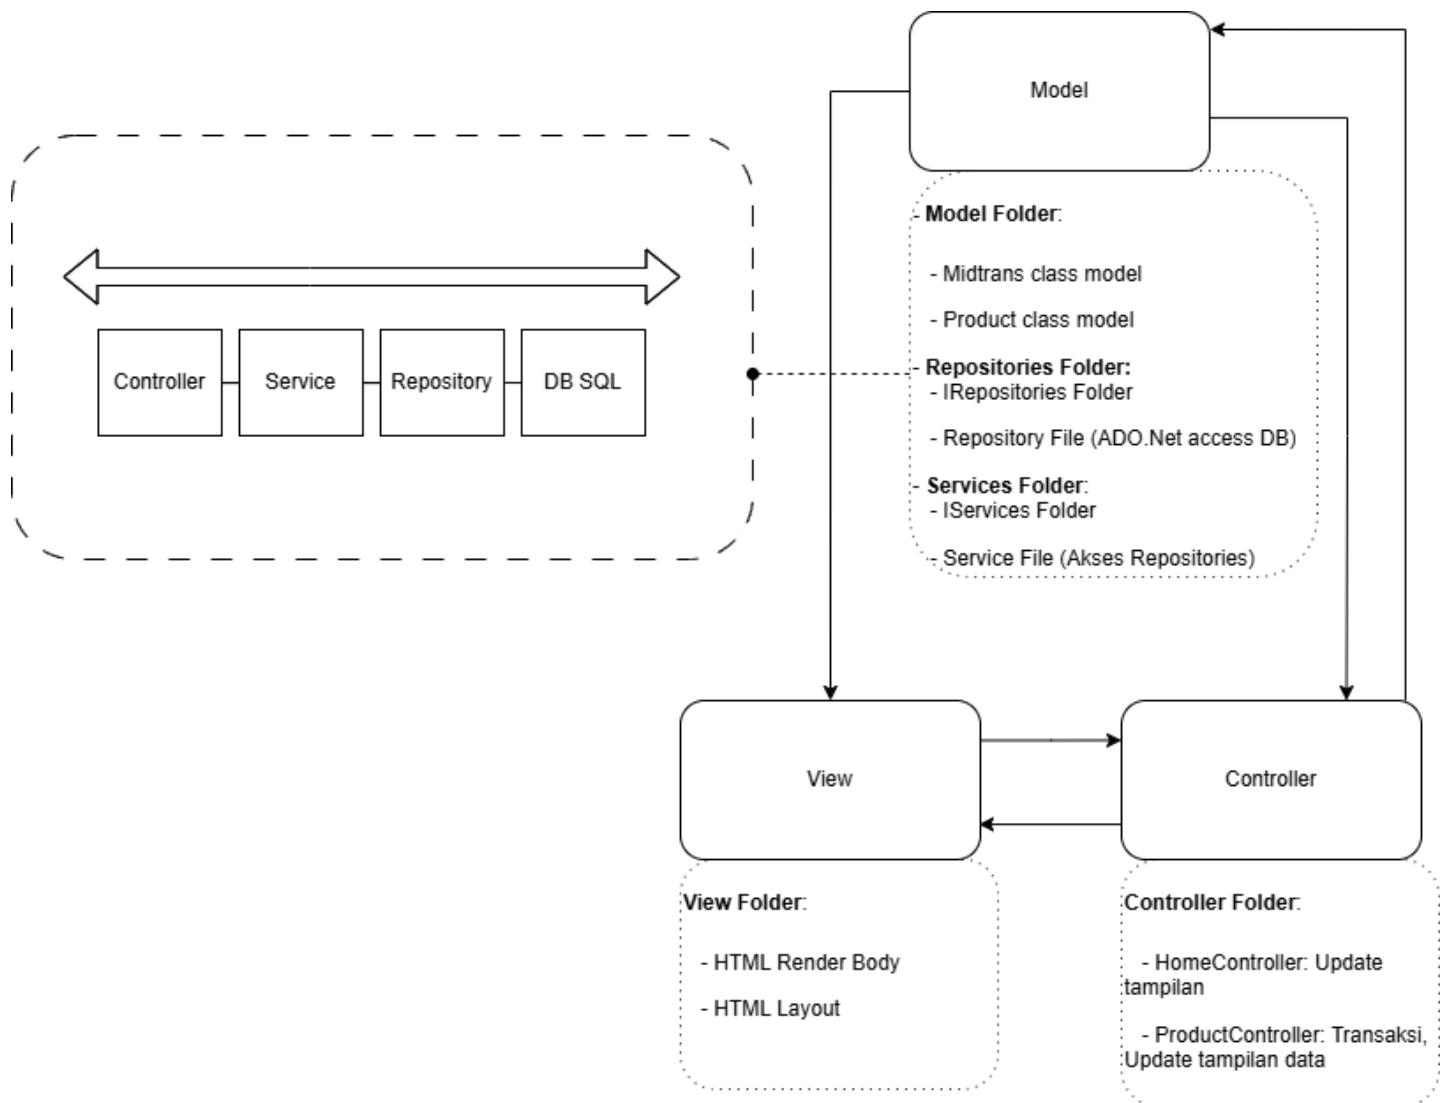 Model
- Model Folder:
- Midtrans class model
- Product class model
- Repositories Folder:
- IRepositories Folder
- Repository File (ADO.Net access DB)
- Services Folder:
- IServices Folder
- Service File (Akses Repositories)
Controller
Service
Repository
DB SQL
View
View Folder:
- HTML Render Body
- HTML Layout
Controller
Controller Folder:
- HomeController: Update
tampilan
- ProductController: Transaksi,
Update tampilan data